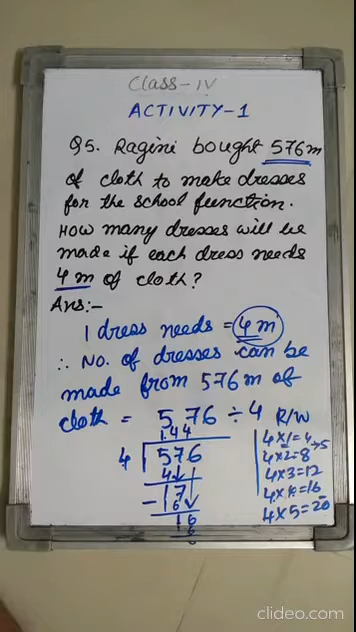 Class-IV
ACTIVITY-1
Q5. Ragini bought 576m
of cloth to make dresses
for the school function.
How many dresses will be
made if each dress needs
4 m of cloth?
Ans:-
1 dress needs = 4m
∴ No. of dresses can be
made from 576m of
cloth = 576 ÷ 4 R/W
144
4 576
4
17
- 16
16
16
4×1=4→5
4×2=8
4×3=12
4×4=16
4×5=20
clideo.com